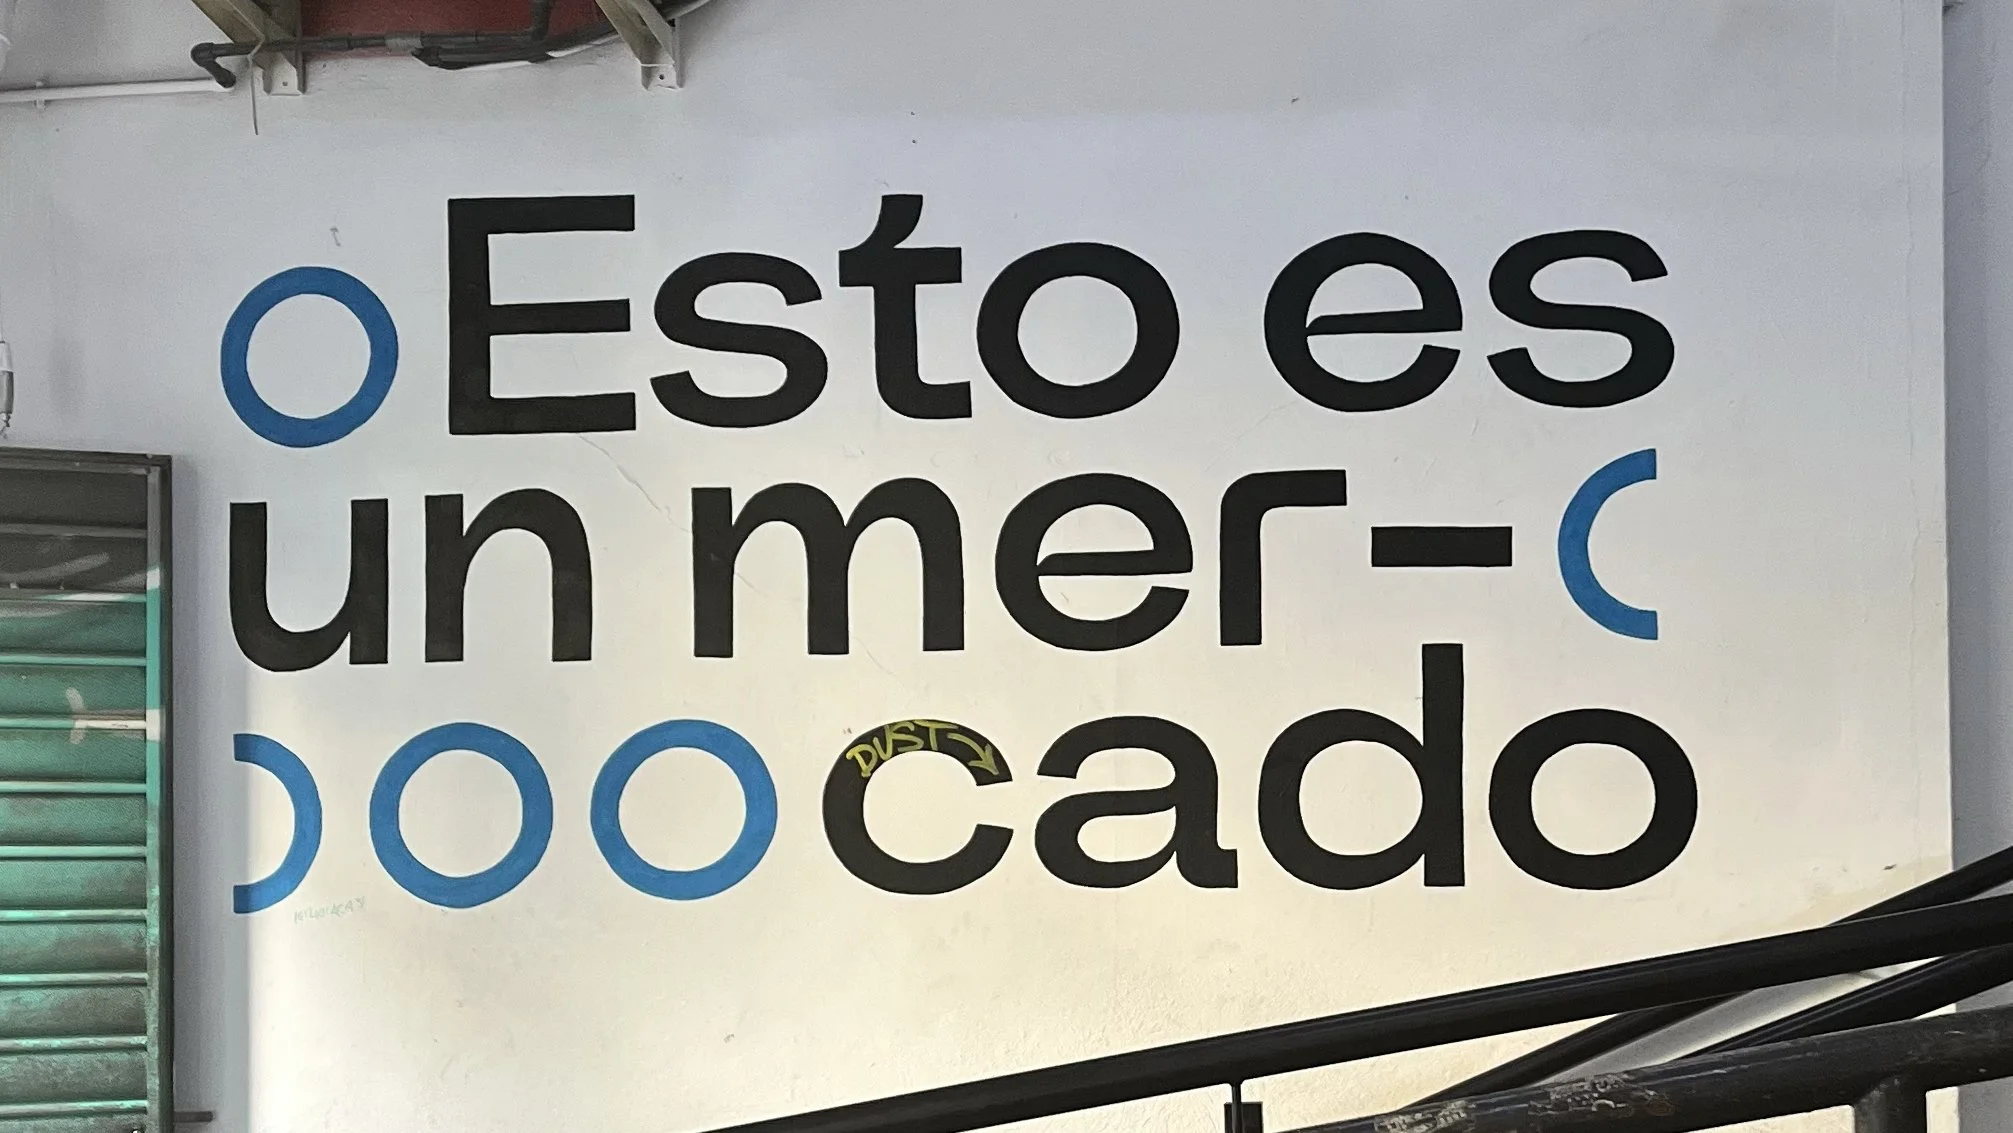 Esto es
un mer-
cado
DUST